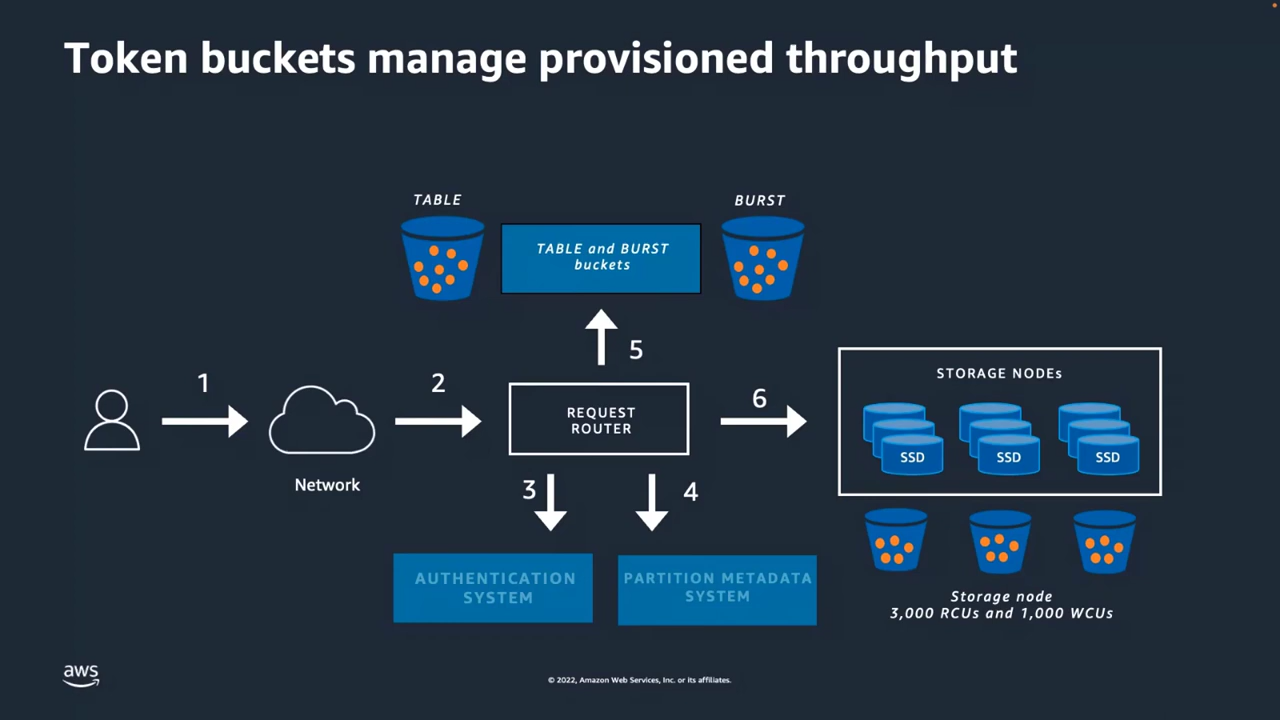 Token buckets manage provisioned throughput
TABLE
BURST
TABLE and BURST
buckets
5
1
2
REQUEST
ROUTER
6
STORAGE NODEs
SSD
SSD
SSD
Network
3
4
AUTHENTICATION
SYSTEM
PARTITION METADATA
SYSTEM
Storage node
3,000 RCUs and 1,000 WCUs
aws
© 2022, Amazon Web Services, Inc. or its affiliates.